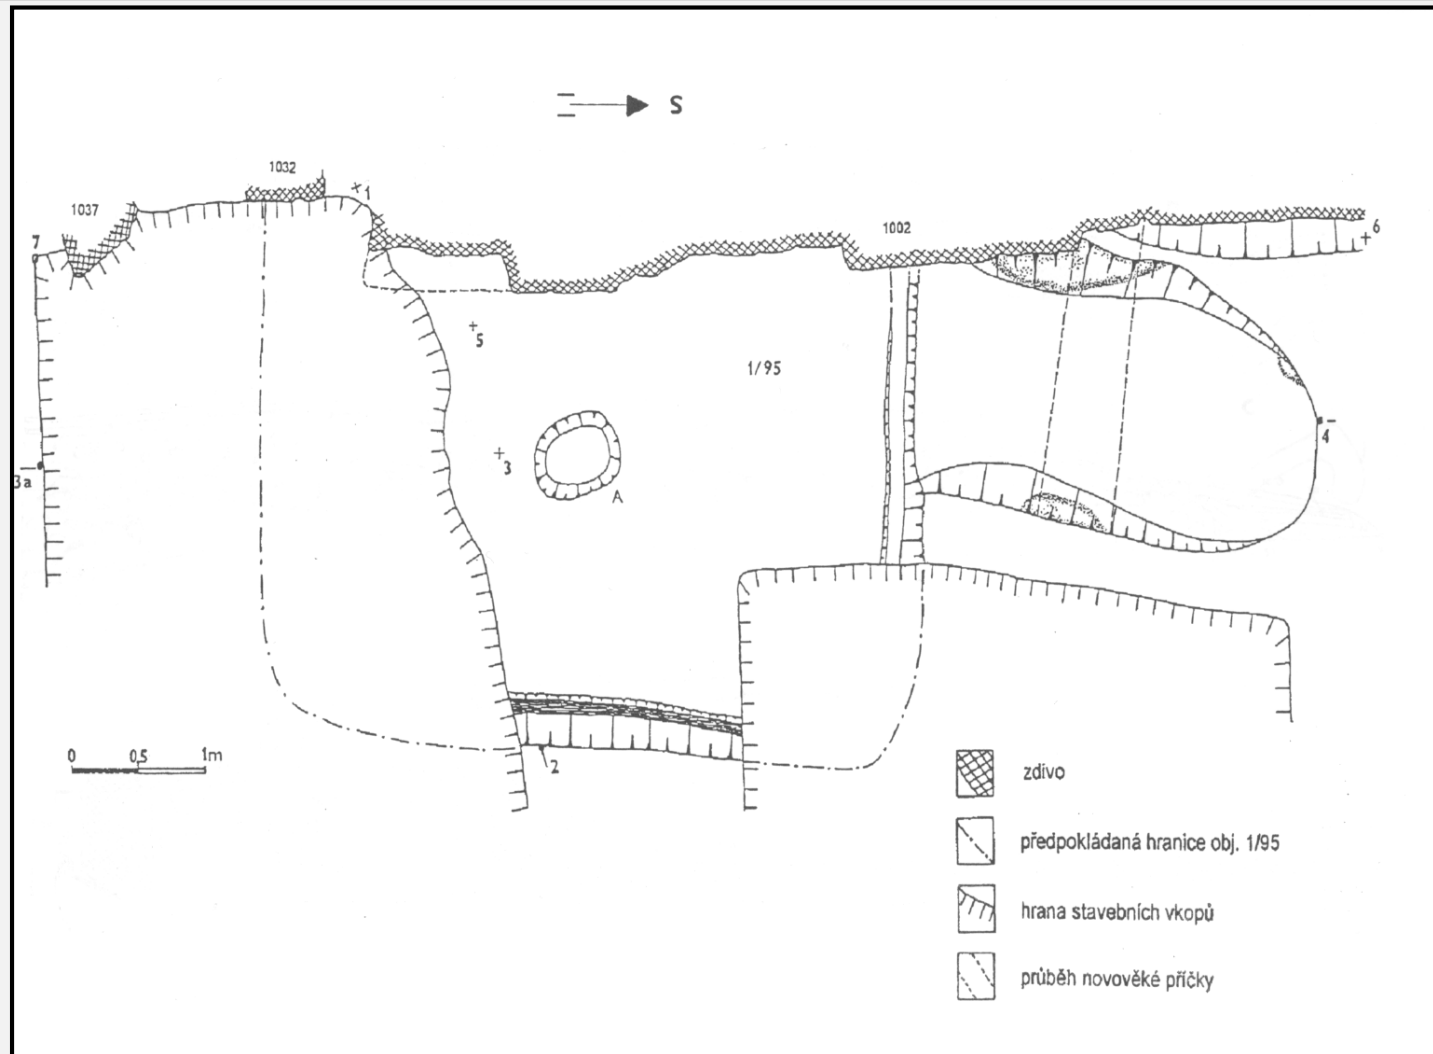 S
1032
1
1037
7
6
1002
5
1/95
3
4
3a
A
0 0,5 1m
2
zdivo
předpokládaná hranice obj. 1/95
hrana stavebních vkopů
průběh novověké příčky